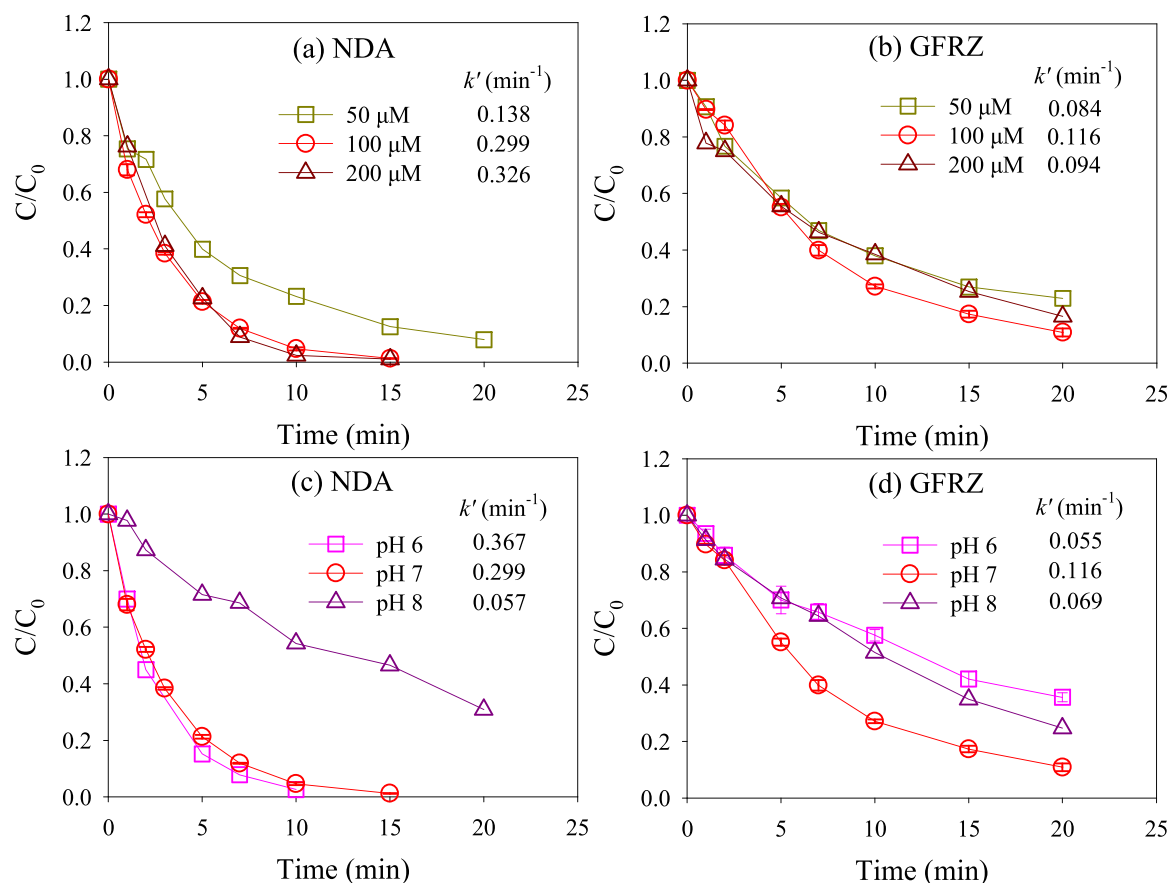 (a) NDA
k′ (min⁻¹)
50 μM 0.138
100 μM 0.299
200 μM 0.326
C/C₀
1.2
1.0
0.8
0.6
0.4
0.2
0.0
0 5 10 15 20 25
Time (min)
(b) GFRZ
k′ (min⁻¹)
50 μM 0.084
100 μM 0.116
200 μM 0.094
C/C₀
1.2
1.0
0.8
0.6
0.4
0.2
0.0
0 5 10 15 20 25
Time (min)
(c) NDA
k′ (min⁻¹)
pH 6 0.367
pH 7 0.299
pH 8 0.057
C/C₀
1.2
1.0
0.8
0.6
0.4
0.2
0.0
0 5 10 15 20 25
Time (min)
(d) GFRZ
k′ (min⁻¹)
pH 6 0.055
pH 7 0.116
pH 8 0.069
C/C₀
1.2
1.0
0.8
0.6
0.4
0.2
0.0
0 5 10 15 20 25
Time (min)